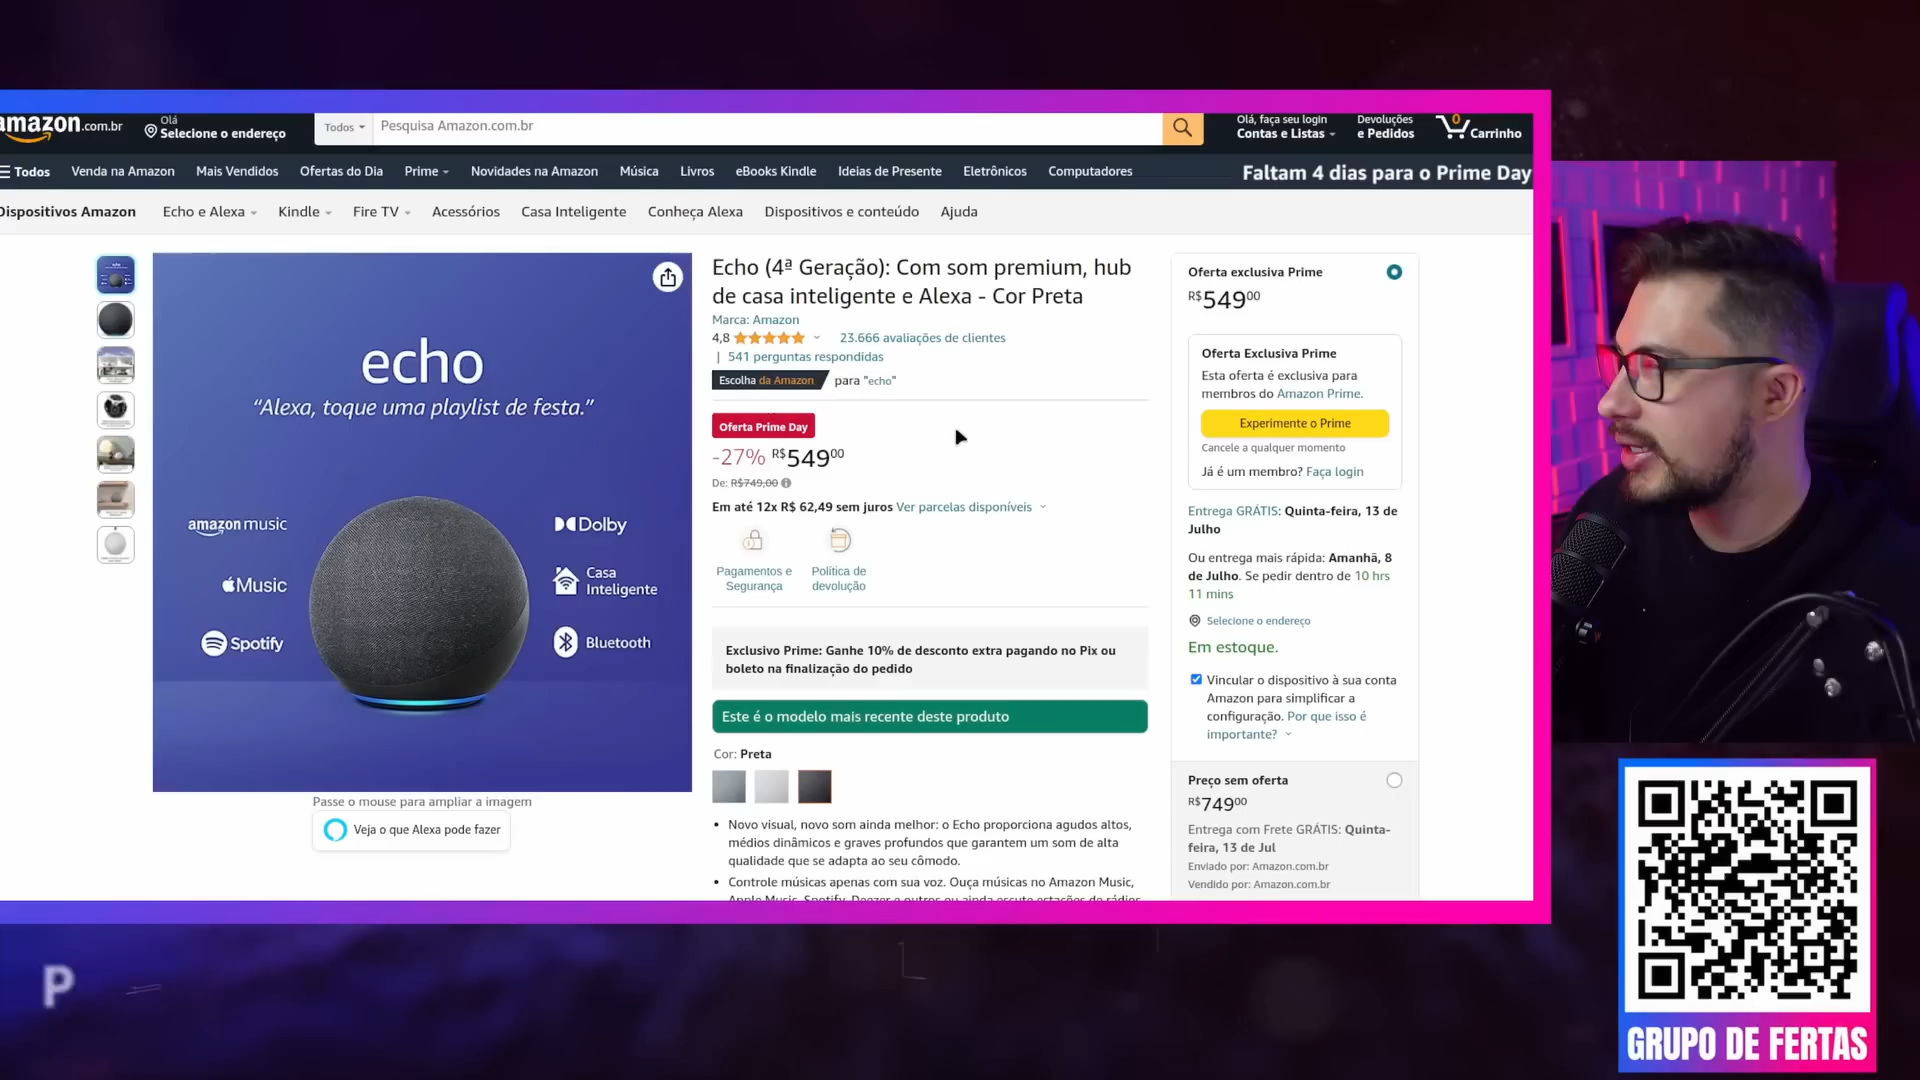 amazon.com.br
Olá
Selecione o endereço
Todos
Pesquisa Amazon.com.br
Olá, faça seu login
Contas e Listas
Devoluções
e Pedidos
0
Carrinho
Todos
Venda na Amazon
Mais Vendidos
Ofertas do Dia
Prime
Novidades na Amazon
Música
Livros
eBooks Kindle
Ideias de Presente
Eletrônicos
Computadores
Faltam 4 dias para o Prime Day
Dispositivos Amazon
Echo e Alexa
Kindle
Fire TV
Acessórios
Casa Inteligente
Conheça Alexa
Dispositivos e conteúdo
Ajuda
echo
“Alexa, toque uma playlist de festa.”
amazon music
Music
Spotify
Dolby
Casa
Inteligente
Bluetooth
Passe o mouse para ampliar a imagem
Veja o que Alexa pode fazer
Echo (4ª Geração): Com som premium, hub
de casa inteligente e Alexa - Cor Preta
Marca: Amazon
4,8
23.666 avaliações de clientes
| 541 perguntas respondidas
Escolha da Amazon para "echo"
Oferta Prime Day
-27% R$54900
De: R$749,00
Em até 12x R$ 62,49 sem juros Ver parcelas disponíveis
Pagamentos e
Segurança
Política de
devolução
Exclusivo Prime: Ganhe 10% de desconto extra pagando no Pix ou
boleto na finalização do pedido
Este é o modelo mais recente deste produto
Cor: Preta
• Novo visual, novo som ainda melhor: o Echo proporciona agudos altos,
médios dinâmicos e graves profundos que garantem um som de alta
qualidade que se adapta ao seu cômodo.
• Controle músicas apenas com sua voz. Ouça músicas no Amazon Music,
Apple Music, Spotify, Deezer e outros ou ainda escute estações de rádios
Oferta exclusiva Prime
R$54900
Oferta Exclusiva Prime
Esta oferta é exclusiva para
membros do Amazon Prime.
Experimente o Prime
Cancele a qualquer momento
Já é um membro? Faça login
Entrega GRÁTIS: Quinta-feira, 13 de
Julho
Ou entrega mais rápida: Amanhã, 8
de Julho. Se pedir dentro de 10 hrs
11 mins
Selecione o endereço
Em estoque.
Vincular o dispositivo à sua conta
Amazon para simplificar a
configuração. Por que isso é
importante?
Preço sem oferta
R$74900
Entrega com Frete GRÁTIS: Quinta-
feira, 13 de Jul
Enviado por: Amazon.com.br
Vendido por: Amazon.com.br
P
GRUPO DE FERTAS